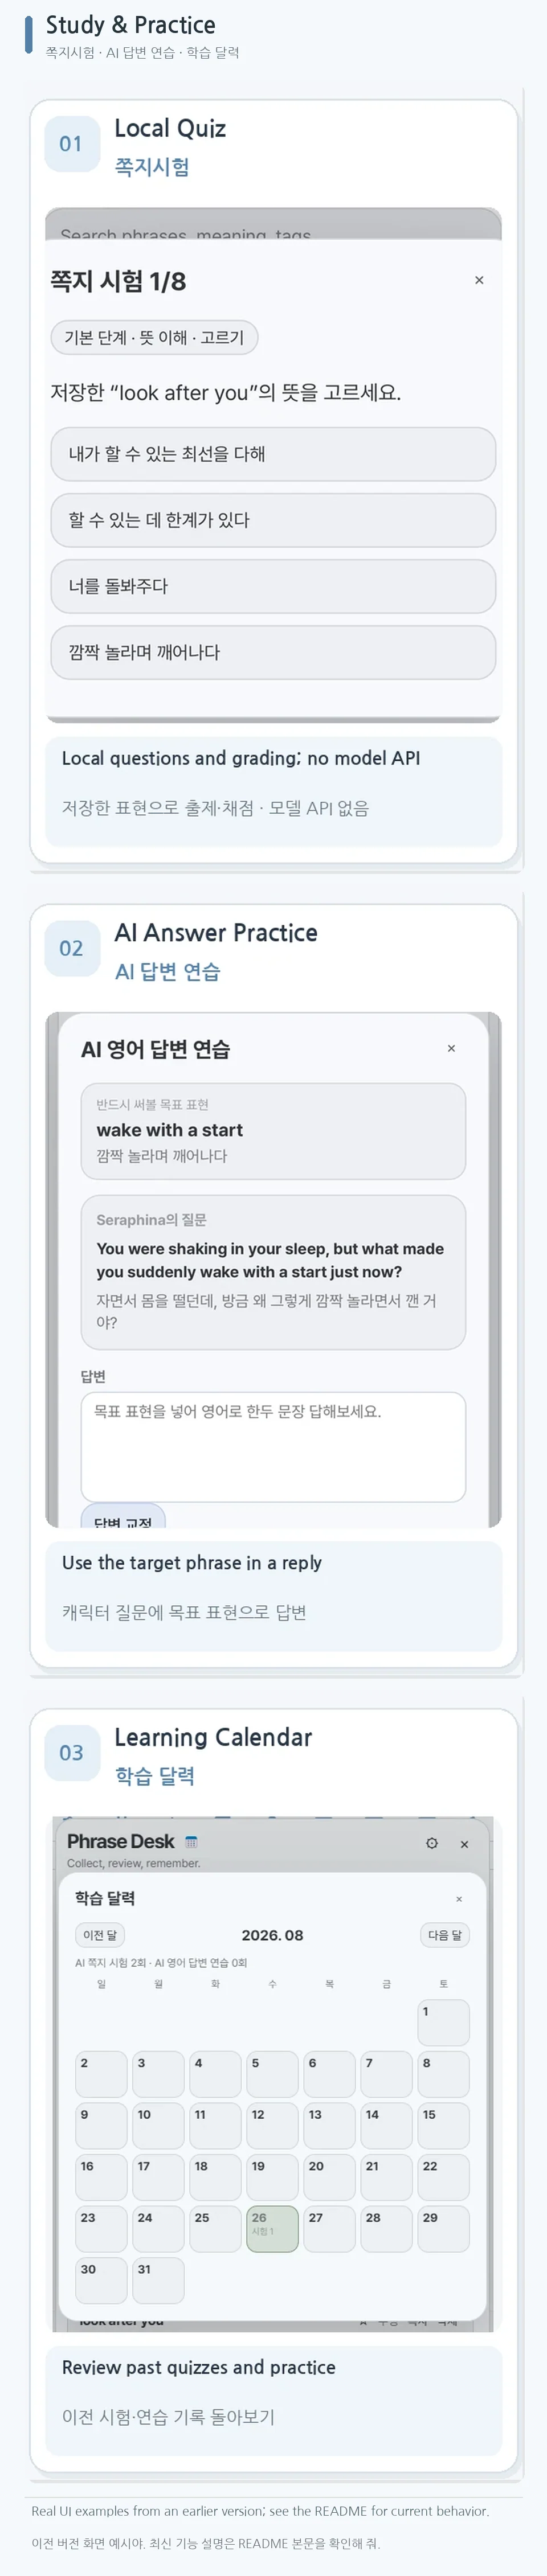 Study & Practice
쪽지시험 · AI 답변 연습 · 학습 달력
01
Local Quiz
쪽지시험
Search phrases, meaning, tags
쪽지 시험 1/8
×
기본 단계 · 뜻 이해 · 고르기
저장한 “look after you”의 뜻을 고르세요.
내가 할 수 있는 최선을 다해
할 수 있는 데 한계가 있다
너를 돌봐주다
깜짝 놀라며 깨어나다
Local questions and grading; no model API
저장한 표현으로 출제·채점 · 모델 API 없음
02
AI Answer Practice
AI 답변 연습
AI 영어 답변 연습
×
반드시 써볼 목표 표현
wake with a start
깜짝 놀라며 깨어나다
Seraphina의 질문
You were shaking in your sleep, but what made
you suddenly wake with a start just now?
자면서 몸을 떨던데, 방금 왜 그렇게 깜짝 놀라면서 깬 거
야?
답변
목표 표현을 넣어 영어로 한두 문장 답해보세요.
답변 교정
Use the target phrase in a reply
캐릭터 질문에 목표 표현으로 답변
03
Learning Calendar
학습 달력
Phrase Desk
×
Collect, review, remember.
학습 달력
×
이전 달
2026. 08
다음 달
AI 쪽지 시험 2회 · AI 영어 답변 연습 0회
일 월 화 수 목 금 토
1
2 3 4 5 6 7 8
9 10 11 12 13 14 15
16 17 18 19 20 21 22
23 24 25 26 27 28 29
시험 1
30 31
look after you
Review past quizzes and practice
이전 시험·연습 기록 돌아보기
Real UI examples from an earlier version; see the README for current behavior.
이전 버전 화면 예시야. 최신 기능 설명은 README 본문을 확인해 줘.